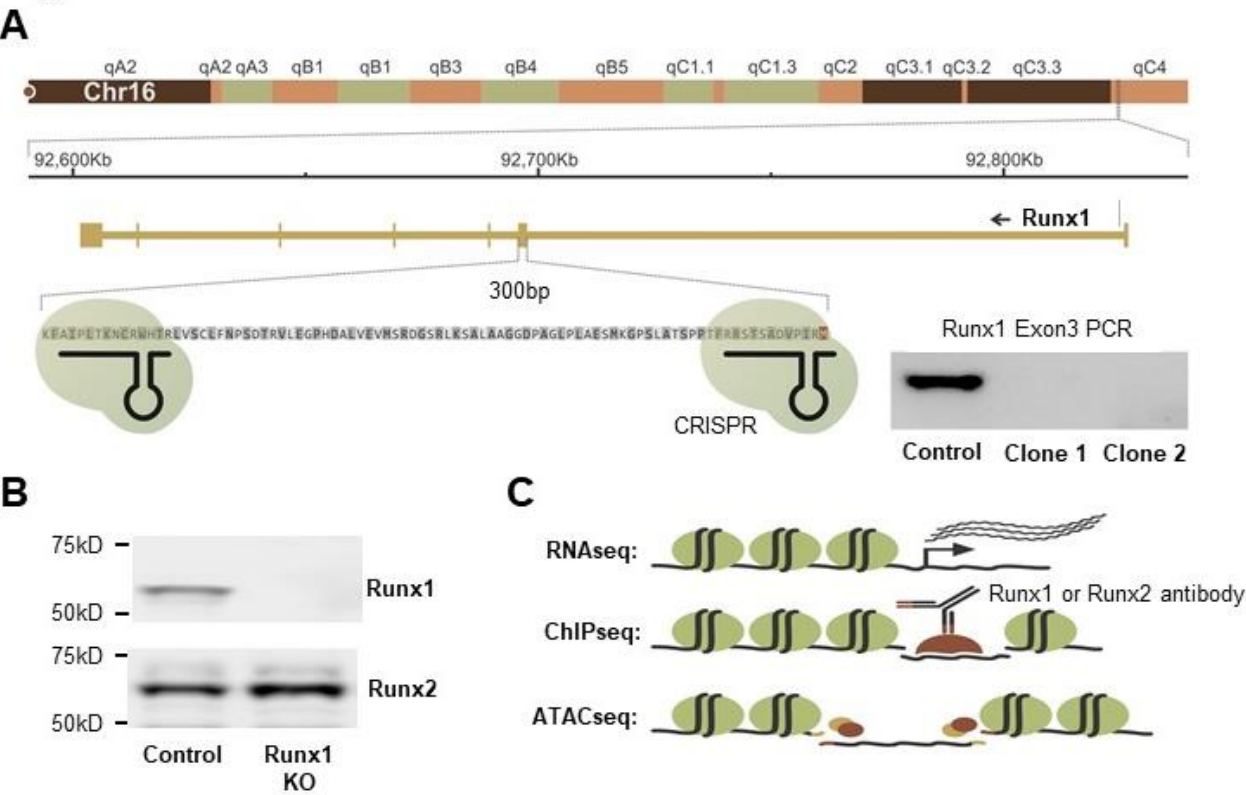 A
qA2 qA2 qA3 qB1 qB1 qB3 qB4 qB5 qC1.1 qC1.3 qC2 qC3.1 qC3.2 qC3.3 qC4
Chr16
92,600Kb 92,700Kb 92,800Kb
← Runx1
300bp
KFAIPLTKNCRWHTRLVSCLFNPSDTRVLEGPHDALVEVMSRDGSRLKSALAAGGDPAGLPLAESMKGPSLATSPPTFRRSTSADVPIRM
Runx1 Exon3 PCR
CRISPR
Control Clone 1 Clone 2
B
75kD
Runx1
50kD
75kD
Runx2
50kD
Control Runx1
KO
C
RNAseq:
Runx1 or Runx2 antibody
ChIPseq:
ATACseq: